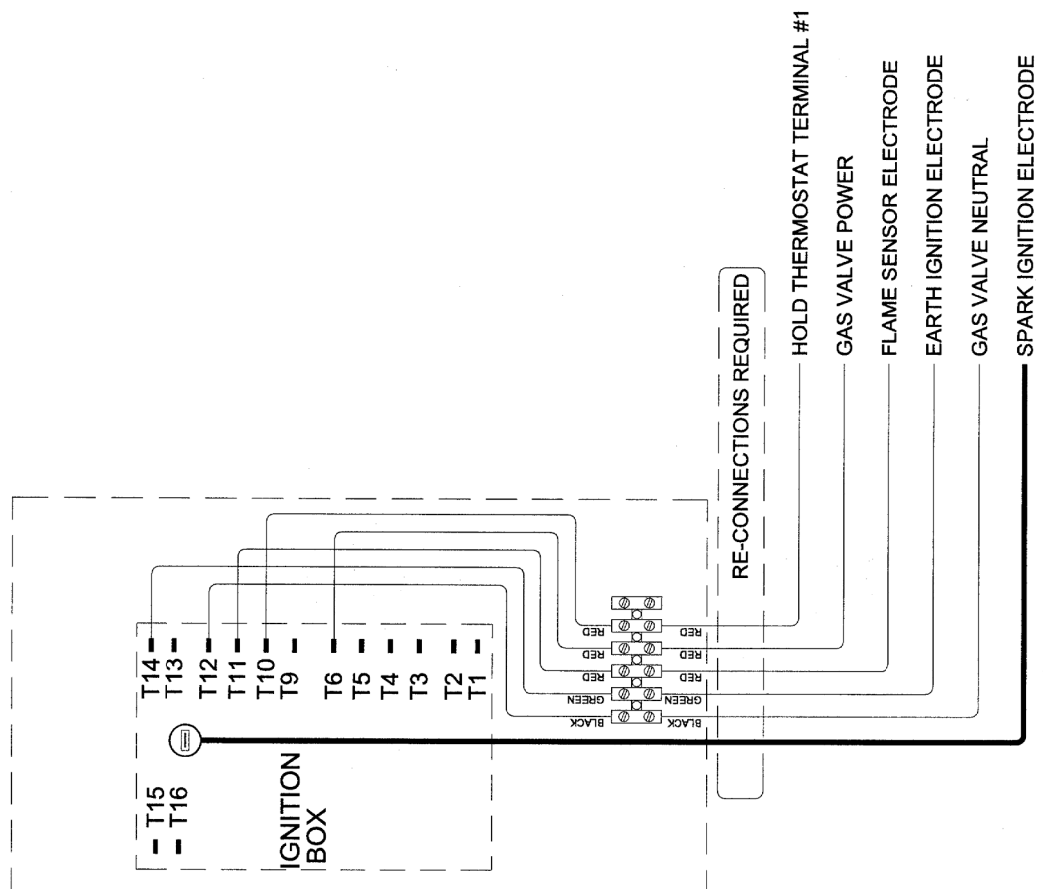 HOLD THERMOSTAT TERMINAL #1
GAS VALVE POWER
FLAME SENSOR ELECTRODE
EARTH IGNITION ELECTRODE
GAS VALVE NEUTRAL
SPARK IGNITION ELECTRODE
RE-CONNECTIONS REQUIRED
T14
T13
T12
T11
T10
T9
T6
T5
T4
T3
T2
T1
T15
T16
IGNITION
BOX
RED
RED
RED
GREEN
BLACK
RED
RED
RED
GREEN
BLACK